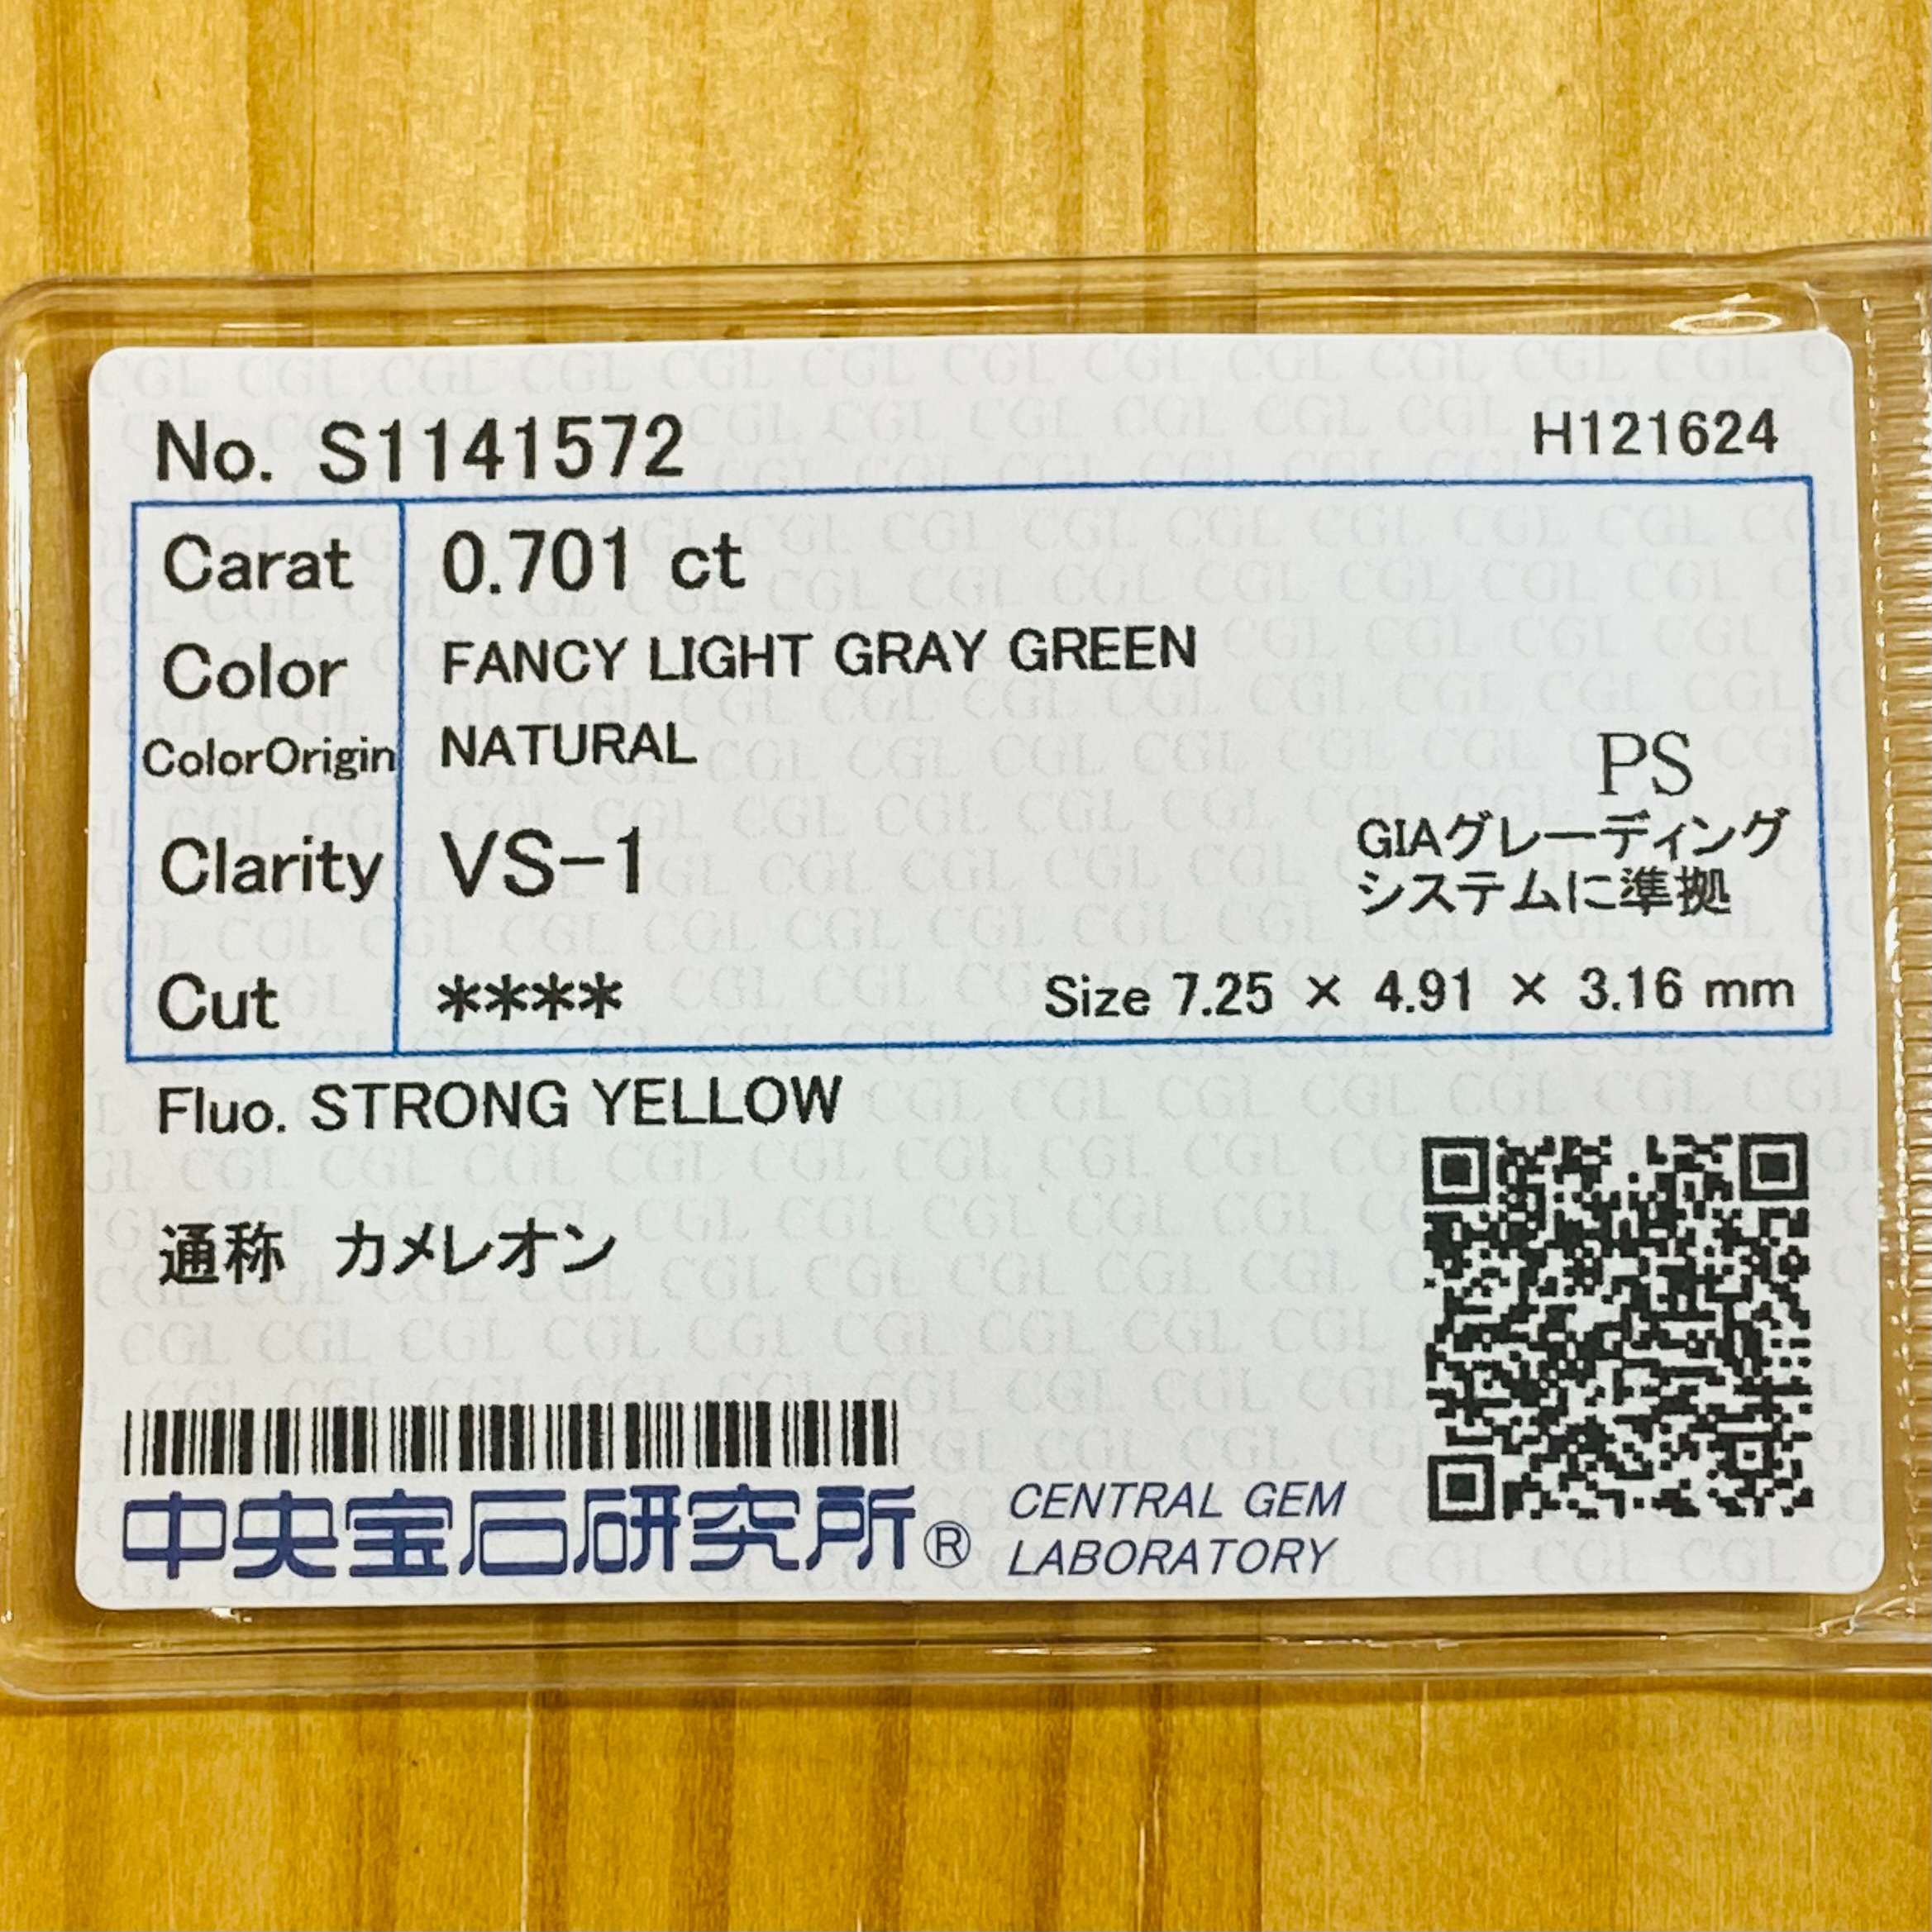 No. S1141572 H121624
Carat 0.701 ct
Color FANCY LIGHT GRAY GREEN
ColorOrigin NATURAL
PS
Clarity VS-1
GIAグレーディング
システムに準拠
Cut **** Size 7.25 × 4.91 × 3.16 mm
Fluo. STRONG YELLOW
通称 カメレオン
中央宝石研究所® CENTRAL GEM
LABORATORY